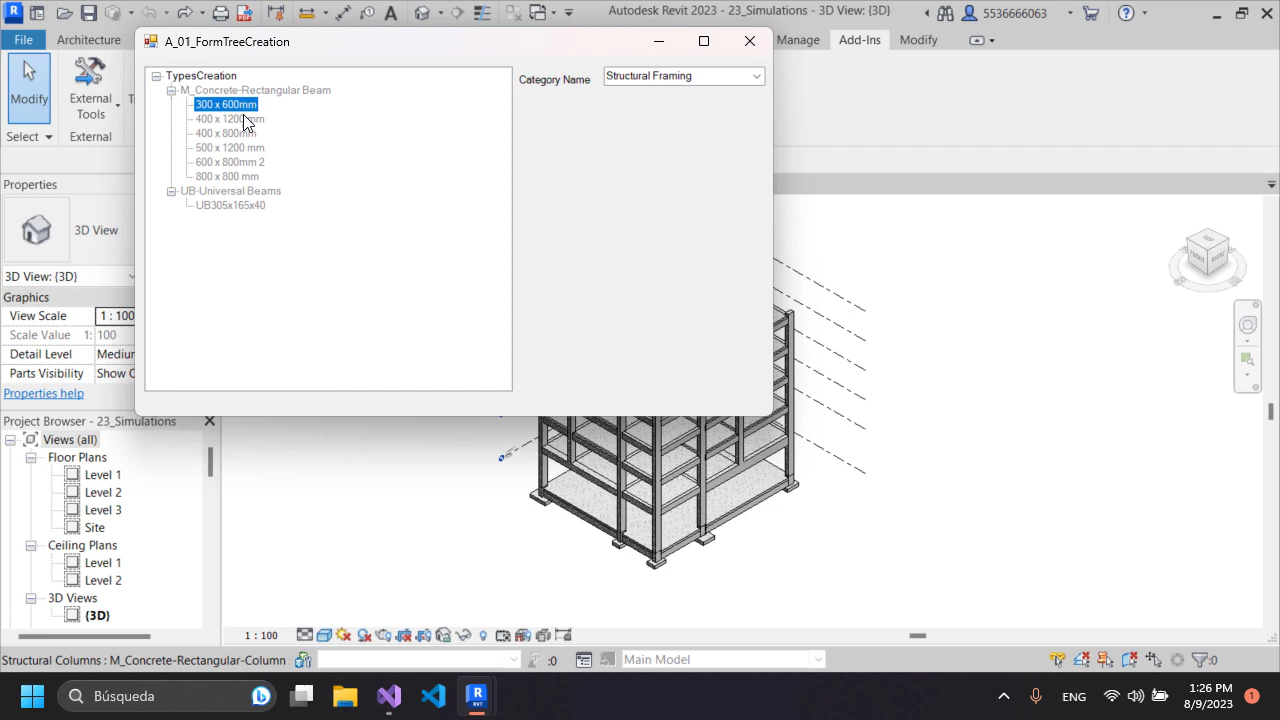 Autodesk Revit 2023 - 23_Simulations - 3D View: {3D}
5536666063
File
Architecture
Manage
Add-Ins
Modify
A_01_FormTreeCreation
TypesCreation
M_Concrete-Rectangular Beam
300 x 600mm
400 x 1200 mm
400 x 800mm
500 x 1200 mm
600 x 800mm 2
800 x 800 mm
UB-Universal Beams
UB305x165x40
Category Name
Structural Framing
Modify
External
Tools
Select
External
Properties
3D View
3D View: {3D}
Graphics
View Scale
1 : 100
Scale Value 1:
100
Detail Level
Parts Visibility
Properties help
Project Browser - 23_Simulations
Views (all)
Floor Plans
Level 1
Level 2
Level 3
Site
Ceiling Plans
Level 1
Level 2
3D Views
{3D}
1 : 100
Structural Columns : M_Concrete-Rectangular-Column
:0
Main Model
:0
Búsqueda
ENG
1:26 PM
8/9/2023
1